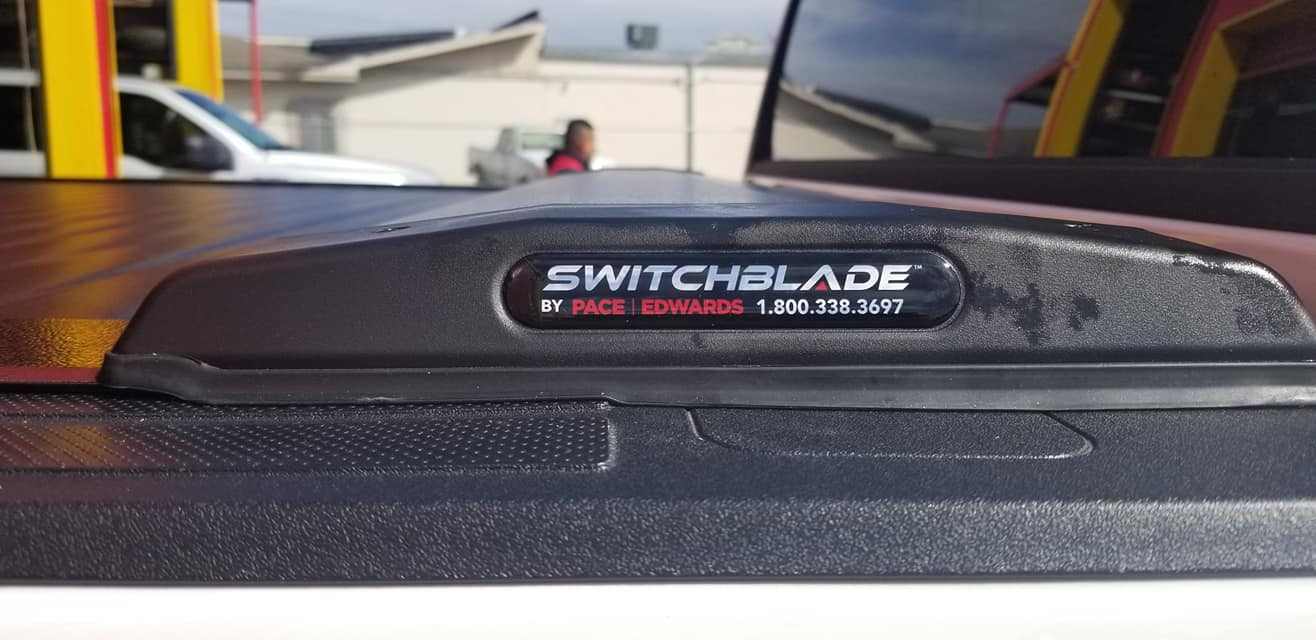 SWITCHBLADE™
BY PACE | EDWARDS 1.800.338.3697